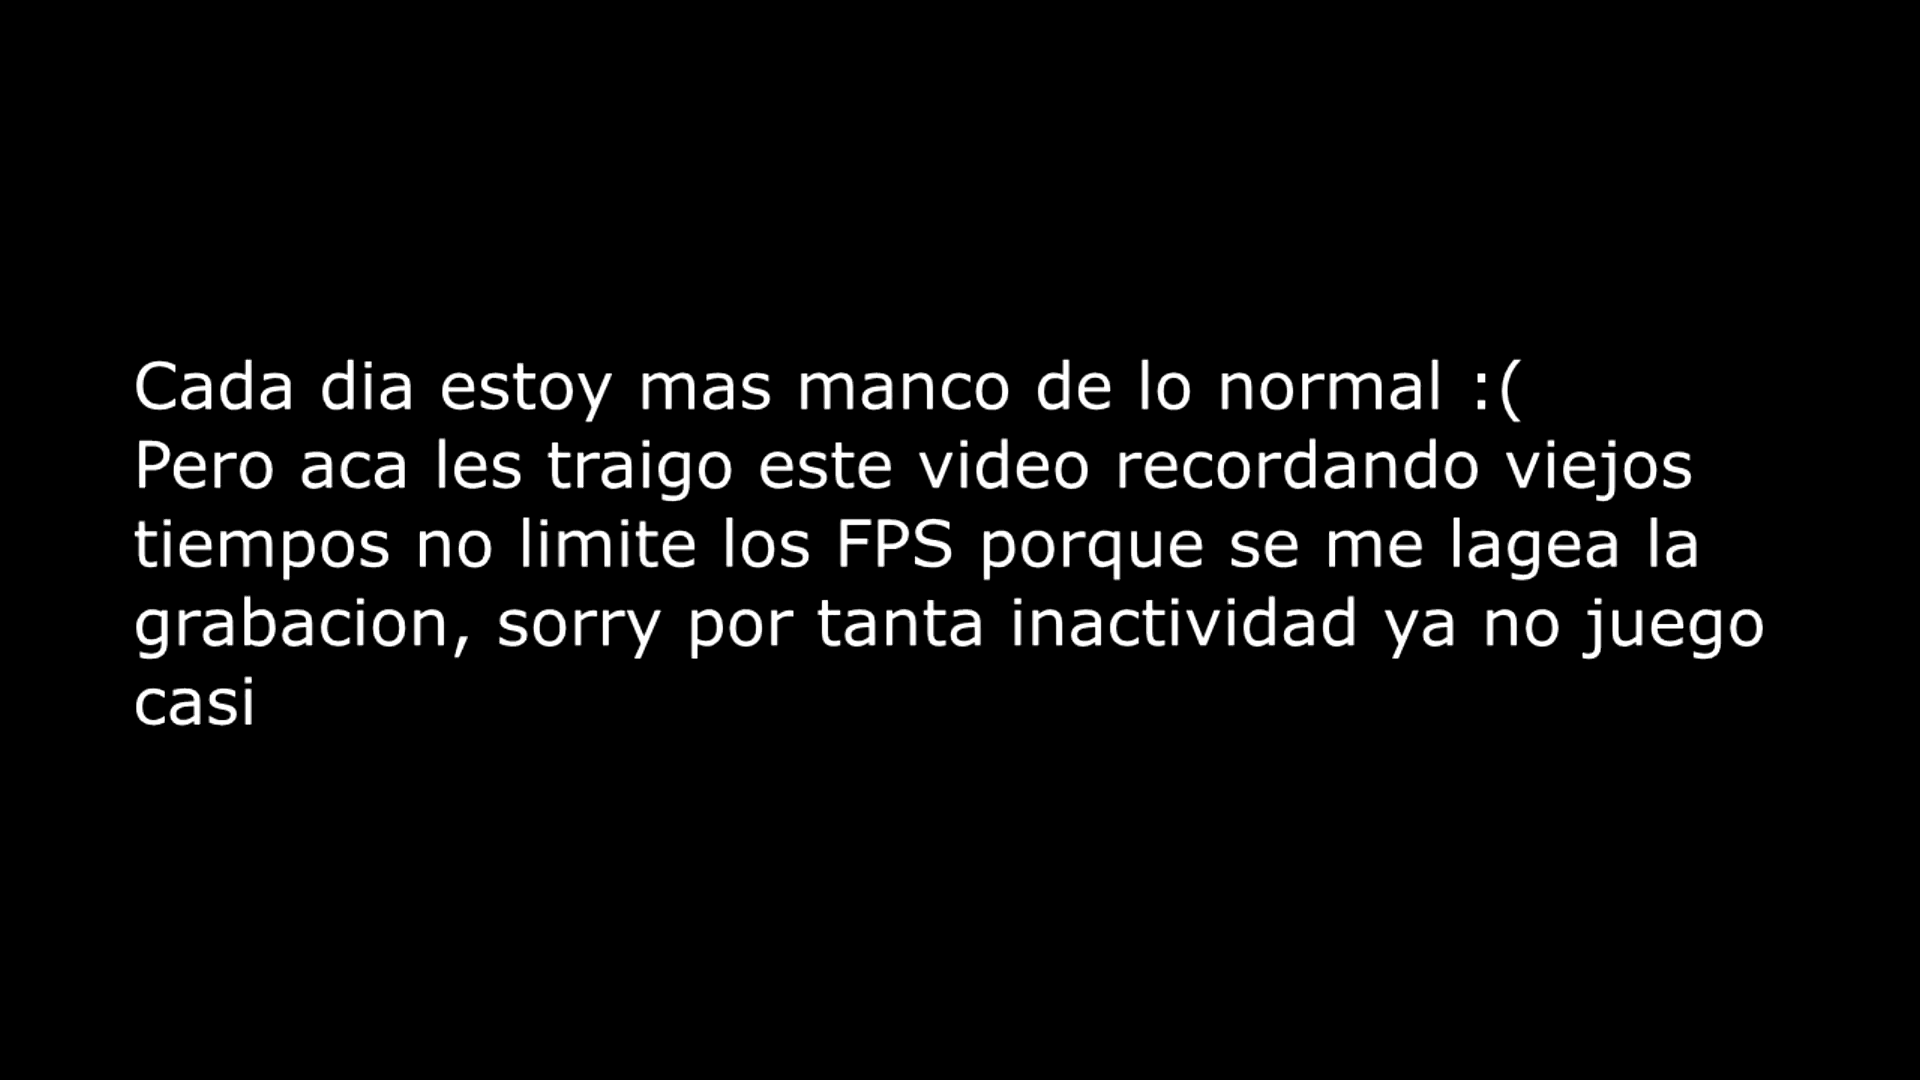 Cada dia estoy mas manco de lo normal :(
Pero aca les traigo este video recordando viejos
tiempos no limite los FPS porque se me lagea la
grabacion, sorry por tanta inactividad ya no juego
casi